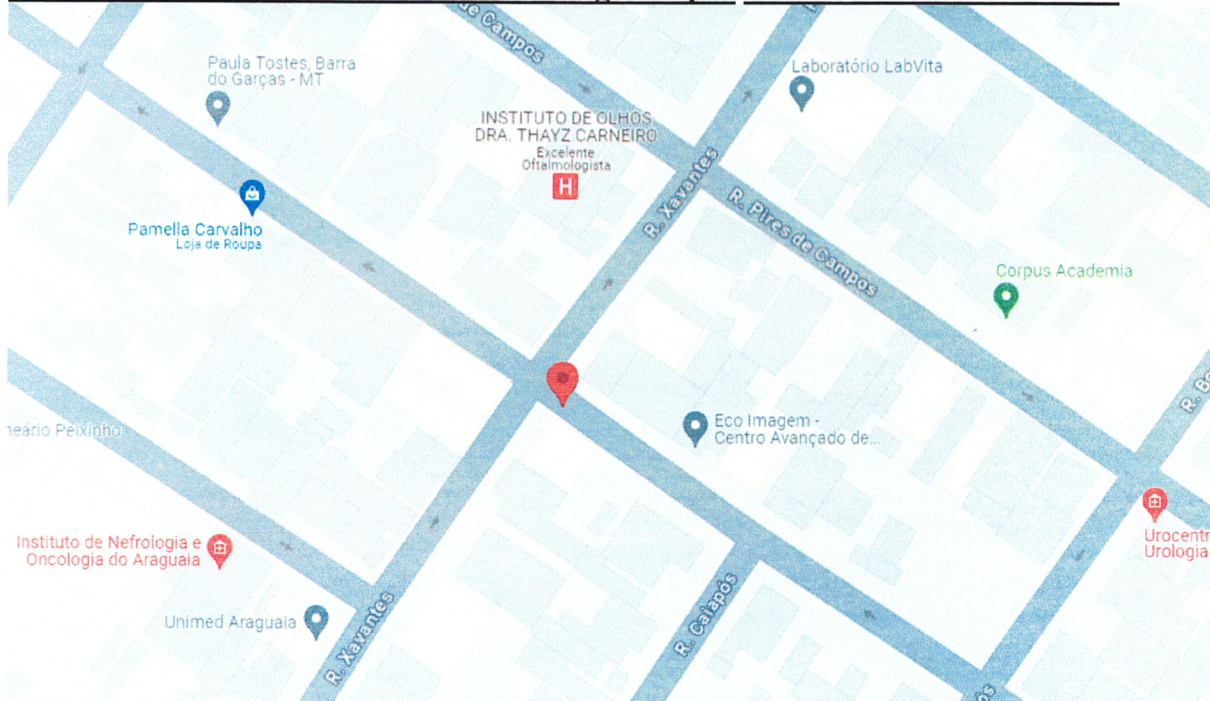 de Campos
Paula Tostes, Barra
do Garças - MT
Laboratório LabVita
INSTITUTO DE OLHOS
DRA. THAYZ CARNEIRO
Excelente
Oftalmologista
H
R. Xavantes
R. Pires de Campos
Pamella Carvalho
Loja de Roupa
Corpus Academia
Eco Imagem -
Centro Avançado de...
neário Peixinho
Instituto de Nefrologia e
Oncologia do Araguaia
Urocentr
Urologia
Unimed Araguaia
R. Xavantes
R. Caiapós